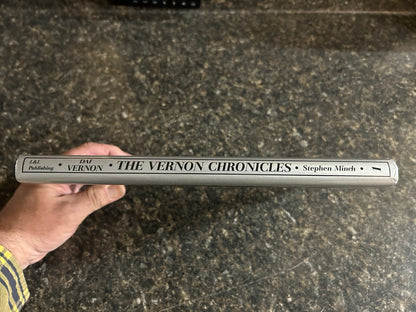 L&L
Publishing
• DAI
VERNON • THE VERNON CHRONICLES • Stephen Minch • 1